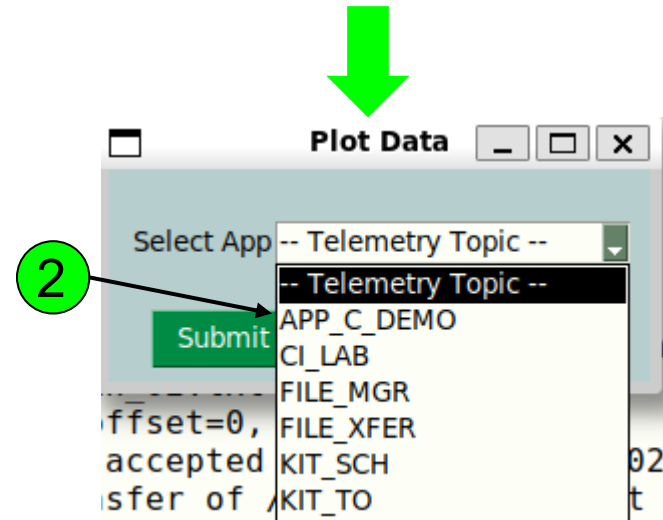 Plot Data
Select App -- Telemetry Topic --
-- Telemetry Topic --
2
APP_C_DEMO
Submit
CI_LAB
FILE_MGR
ffset=0,
FILE_XFER
accepted
KIT_SCH
02
sfer of /
KIT_TO
t